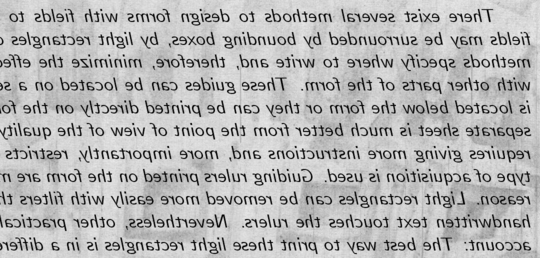 There exist several methods to design forms with fields to
fields may be surrounded by bounding boxes, by light rectangles
methods specify where to write and, therefore, minimize the effe
with other parts of the form. These guides can be located on a se
is located below the form or they can be printed directly on the fo
separate sheet is much better from the point of view of the quality
requires giving more instructions and, more importantly, restricts
type of acquisition is used. Guiding rulers printed on the form are m
reason. Light rectangles can be removed more easily with filters th
handwritten text touches the rulers. Nevertheless, other practical
account: The best way to print these light rectangles is in a differe